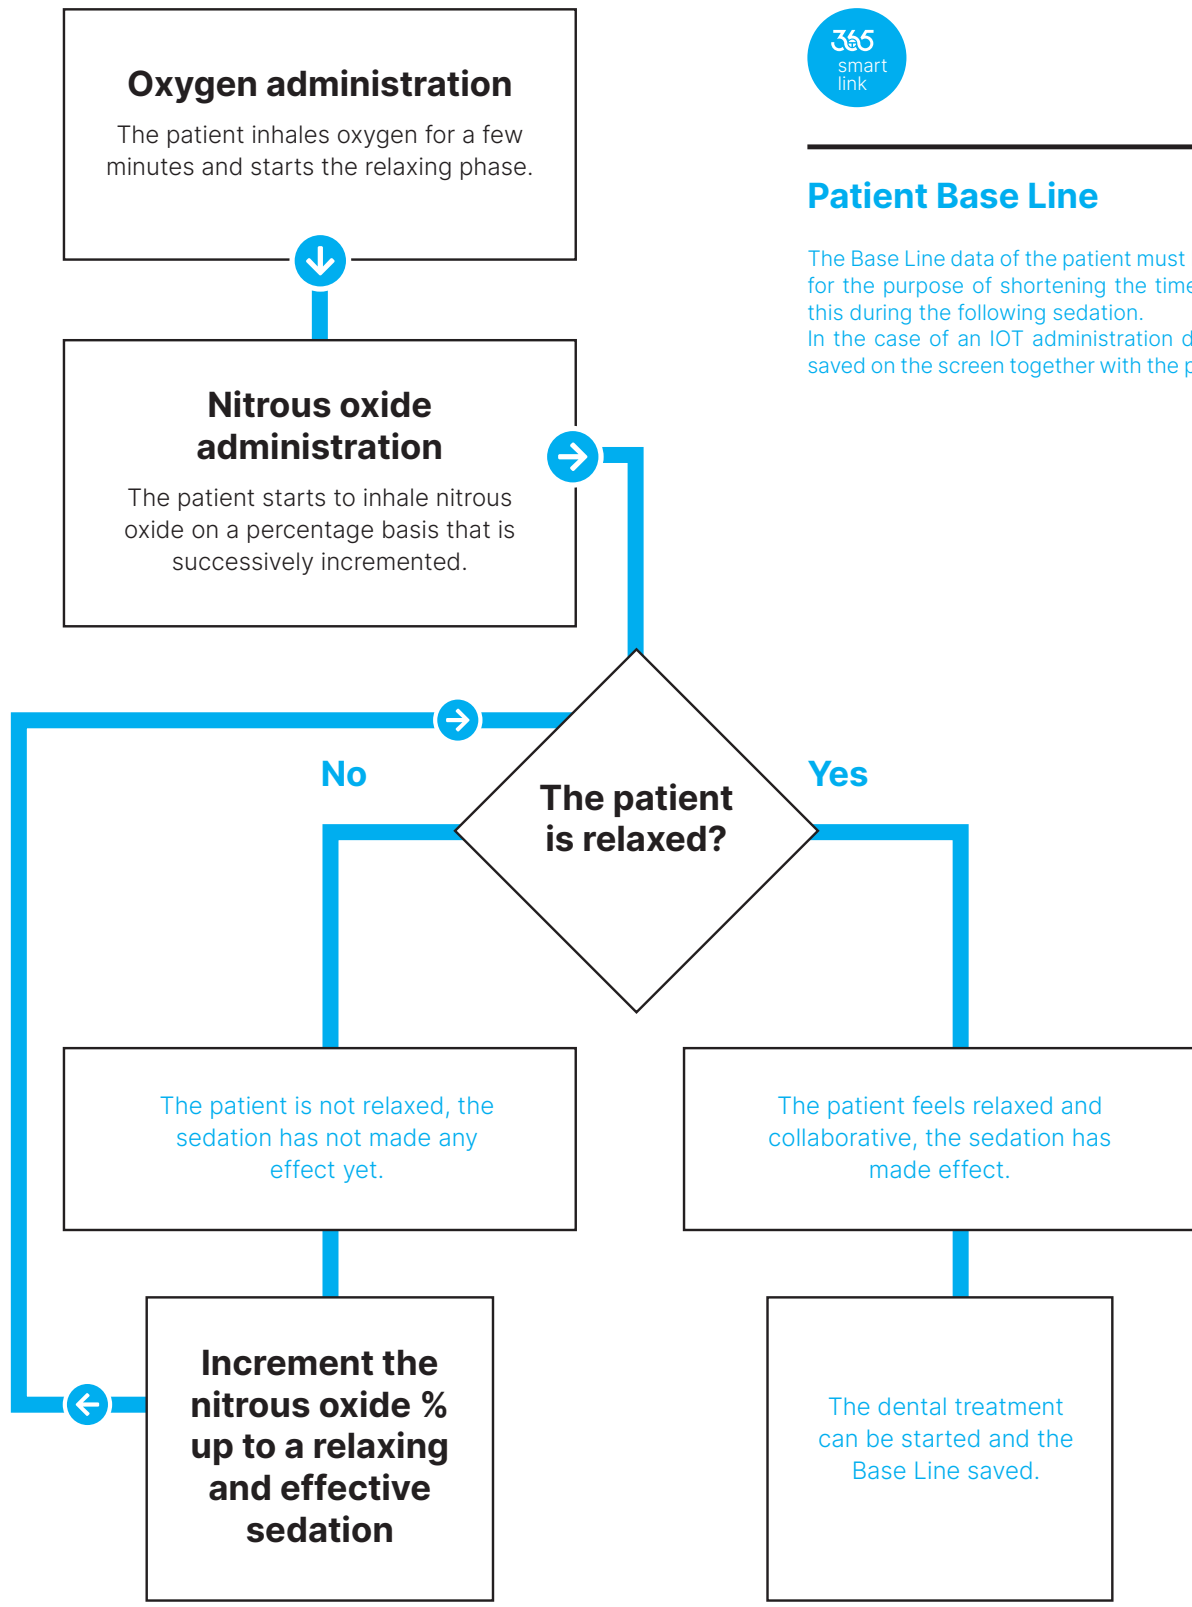 Oxygen administration
The patient inhales oxygen for a few
minutes and starts the relaxing phase.
365
smart
link
Patient Base Line
The Base Line data of the patient must
for the purpose of shortening the time
this during the following sedation.
In the case of an IOT administration d
saved on the screen together with the p
Nitrous oxide
administration
The patient starts to inhale nitrous
oxide on a percentage basis that is
successively incremented.
No
The patient
is relaxed?
Yes
The patient is not relaxed, the
sedation has not made any
effect yet.
The patient feels relaxed and
collaborative, the sedation has
made effect.
Increment the
nitrous oxide %
up to a relaxing
and effective
sedation
The dental treatment
can be started and the
Base Line saved.